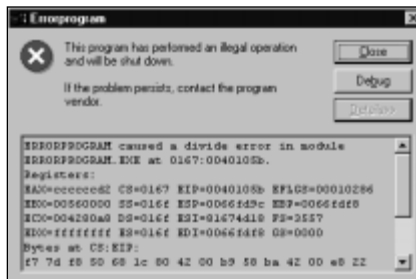 Errorprogram
This program has performed an illegal operation
and will be shut down.
If the problem persists, contact the program
vendor.
Close
Debug
Details>>
ERRORPROGRAM caused a divide error in module
ERRORPROGRAM.EXE at 0167:0040105b.
Registers:
EAX=eeeeeed2 CS=0167 EIP=0040105b EFLGS=00010286
EBX=00560000 SS=016f ESP=0066fd9c EBP=0066fdf8
ECX=004280a8 DS=016f ESI=81674d18 FS=3557
EDX=ffffffff ES=016f EDI=0066fdf8 GS=0000
Bytes at CS:EIP:
f7 7d f8 50 68 1c 80 42 00 b9 58 ba 42 00 e8 22